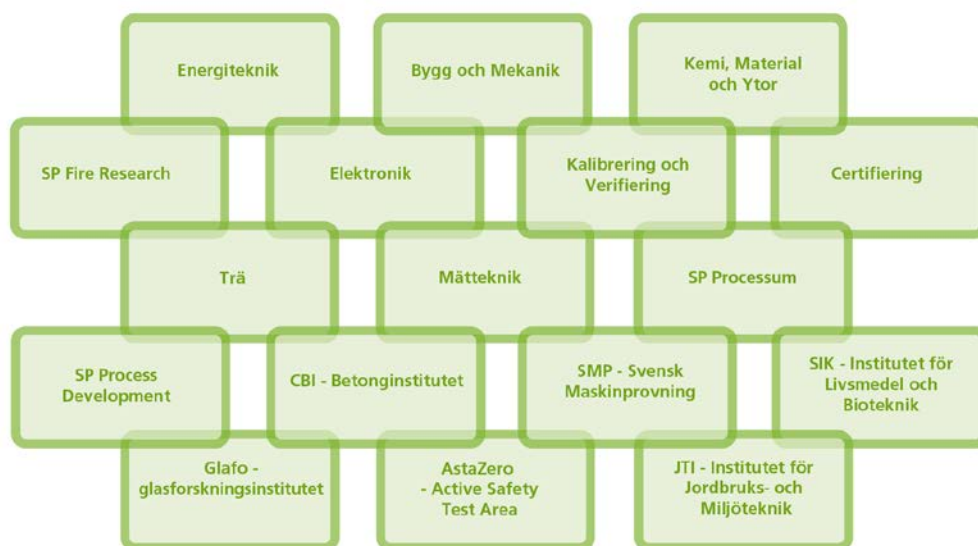 Energiteknik
Bygg och Mekanik
Kemi, Material
och Ytor
SP Fire Research
Elektronik
Kalibrering och
Verifiering
Certifiering
Trä
Mätteknik
SP Processum
SP Process
Development
CBI - Betonginstitutet
SMP - Svensk
Maskinprovning
SIK - Institutet för
Livsmedel och
Bioteknik
Glafo -
glasforskningsinstitutet
AstaZero
- Active Safety
Test Area
JTI - Institutet för
Jordbruks- och
Miljöteknik